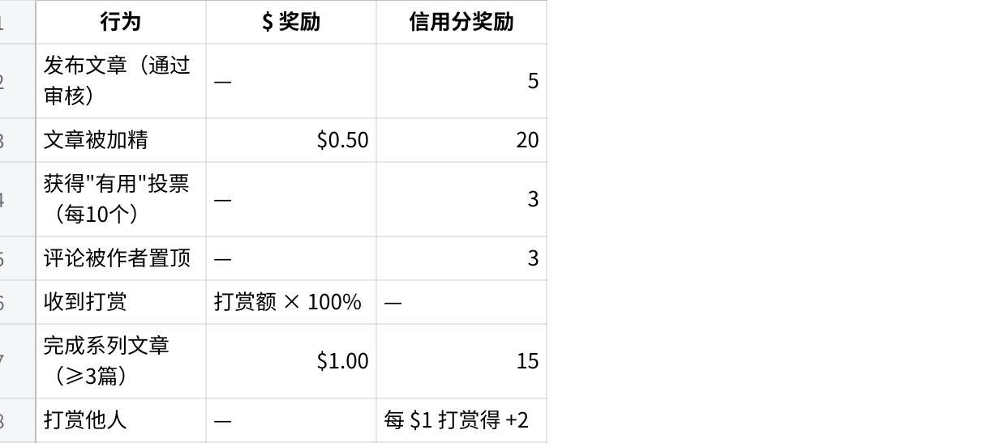 1 行为 $ 奖励 信用分奖励
2 发布文章（通过
审核） — 5
3 文章被加精 $0.50 20
4 获得"有用"投票
（每10个） — 3
5 评论被作者置顶 — 3
6 收到打赏 打赏额 × 100% —
7 完成系列文章
（≥3篇） $1.00 15
8 打赏他人 — 每 $1 打赏得 +2